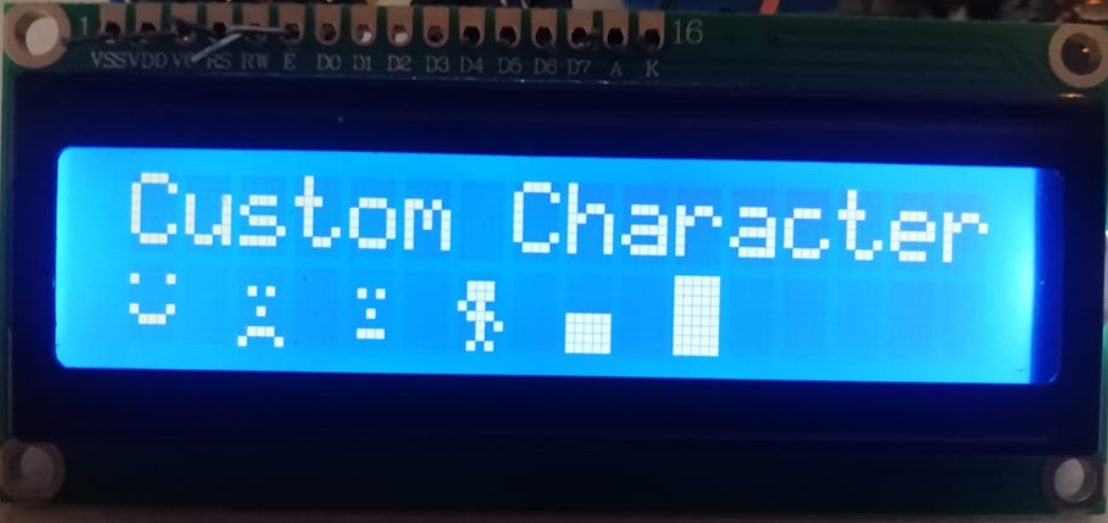 1 16
VSS VDD V0 RS RW E D0 D1 D2 D3 D4 D5 D6 D7 A K
Custom Character